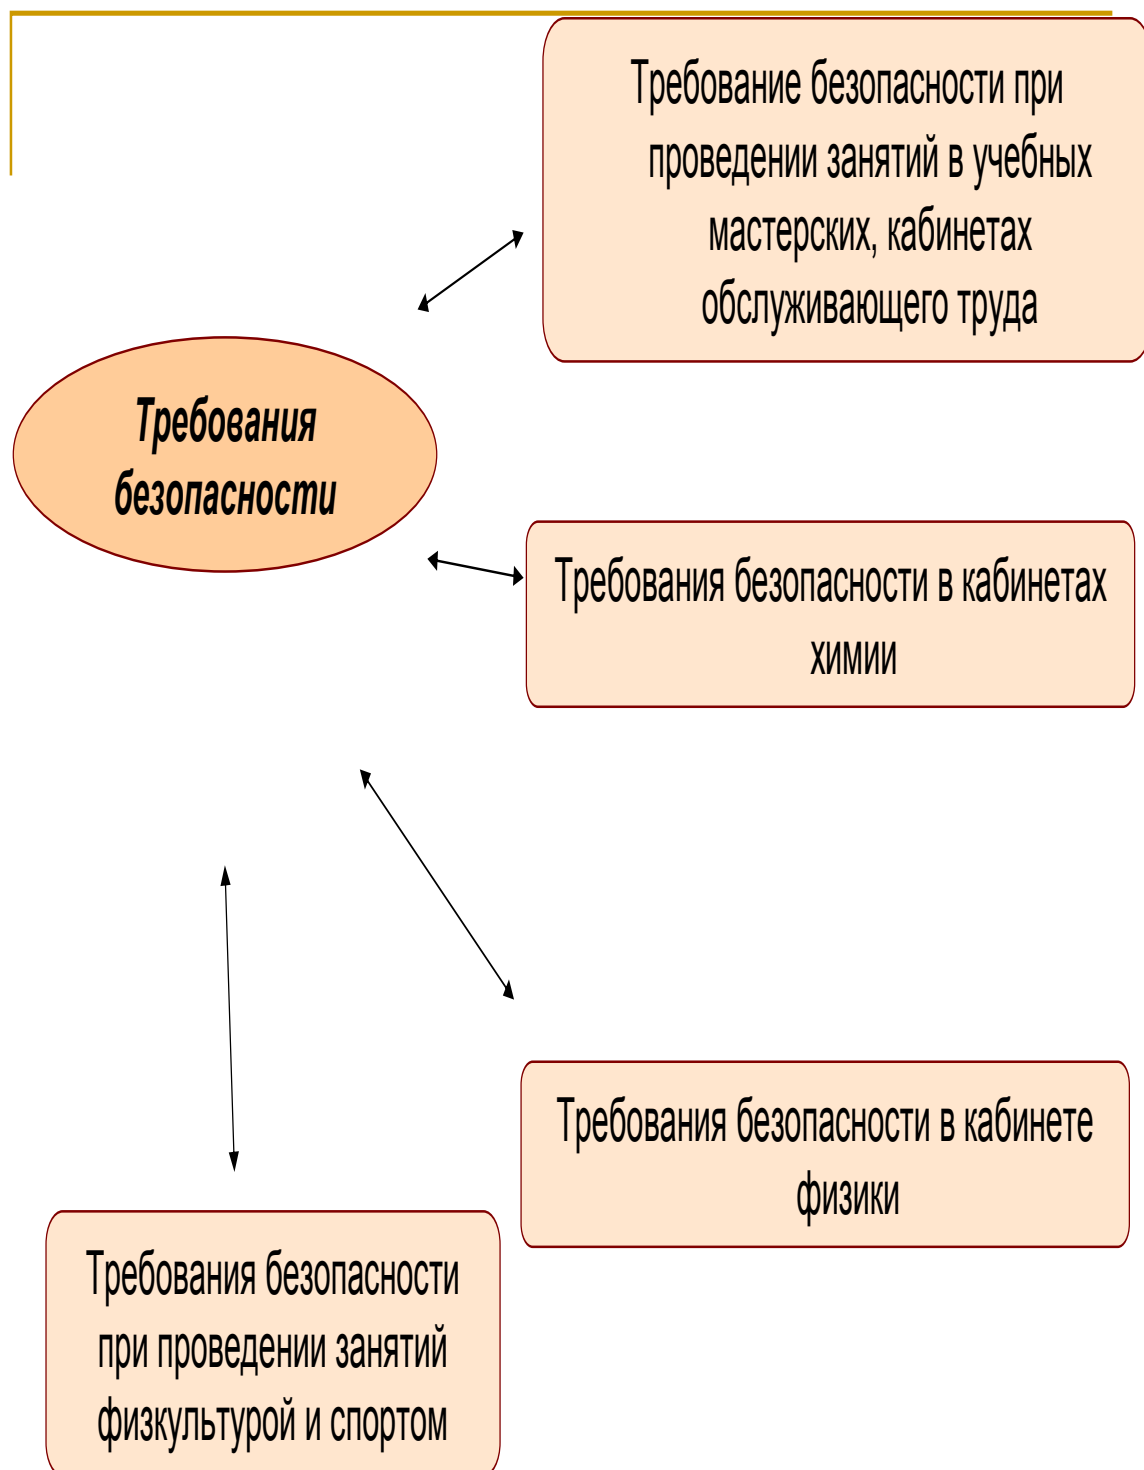 Требование безопасности при
проведении занятий в учебных
мастерских, кабинетах
обслуживающего труда
Требования
безопасности
Требования безопасности в кабинетах
химии
Требования безопасности в кабинете
физики
Требования безопасности
при проведении занятий
физкультурой и спортом